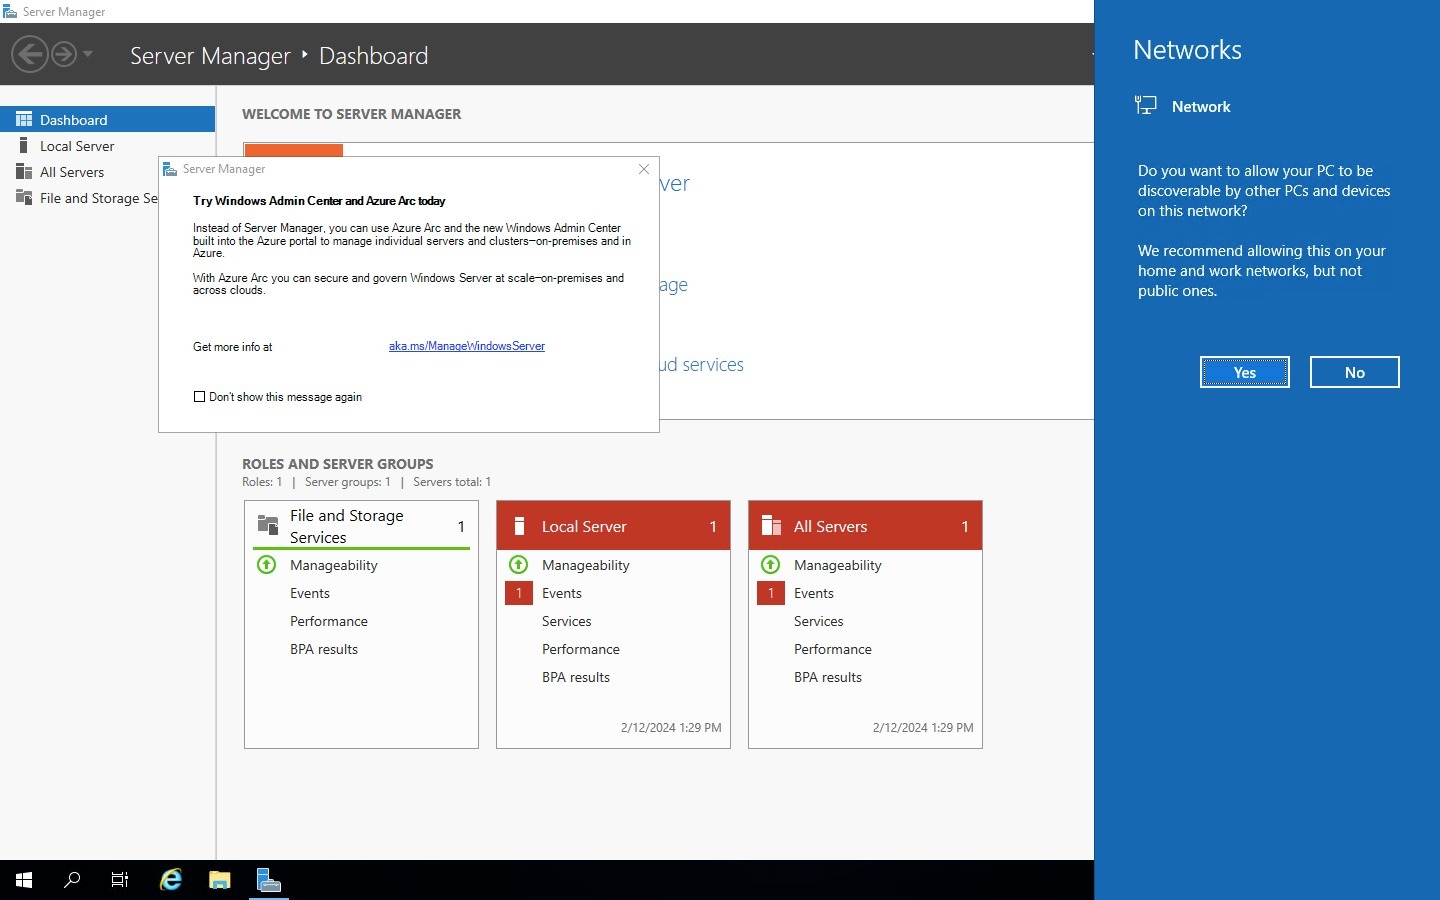 Server Manager
Server Manager ‣ Dashboard
Dashboard
Local Server
All Servers
File and Storage Se
WELCOME TO SERVER MANAGER
ver
age
ud services
Server Manager
Try Windows Admin Center and Azure Arc today
Instead of Server Manager, you can use Azure Arc and the new Windows Admin Center
built into the Azure portal to manage individual servers and clusters–on-premises and in
Azure.
With Azure Arc you can secure and govern Windows Server at scale–on-premises and
across clouds.
Get more info at aka.ms/ManageWindowsServer
Don't show this message again
ROLES AND SERVER GROUPS
Roles: 1 | Server groups: 1 | Servers total: 1
File and Storage
Services
1
Manageability
Events
Performance
BPA results
Local Server 1
Manageability
1 Events
Services
Performance
BPA results
2/12/2024 1:29 PM
All Servers 1
Manageability
1 Events
Services
Performance
BPA results
2/12/2024 1:29 PM
Networks
Network
Do you want to allow your PC to be
discoverable by other PCs and devices
on this network?
We recommend allowing this on your
home and work networks, but not
public ones.
Yes
No